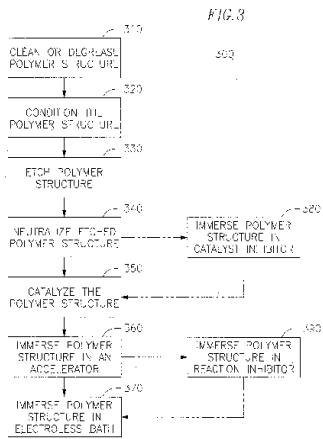 FIG. 3
300
310
CLEAN OR DEGREASE
POLYMER STRUCTURE
320
CONDITION THE
POLYMER STRUCTURE
330
ETCH POLYMER
STRUCTURE
340
NEUTRALIZE ETCHED
POLYMER STRUCTURE
380
IMMERSE POLYMER
STRUCTURE IN
CATALYST INHIBITOR
350
CATALYZE THE
POLYMER STRUCTURE
360
IMMERSE POLYMER
STRUCTURE IN AN
ACCELERATOR
390
IMMERSE POLYMER
STRUCTURE IN
REACTION INHIBITOR
370
IMMERSE POLYMER
STRUCTURE IN
ELECTROLESS BATH